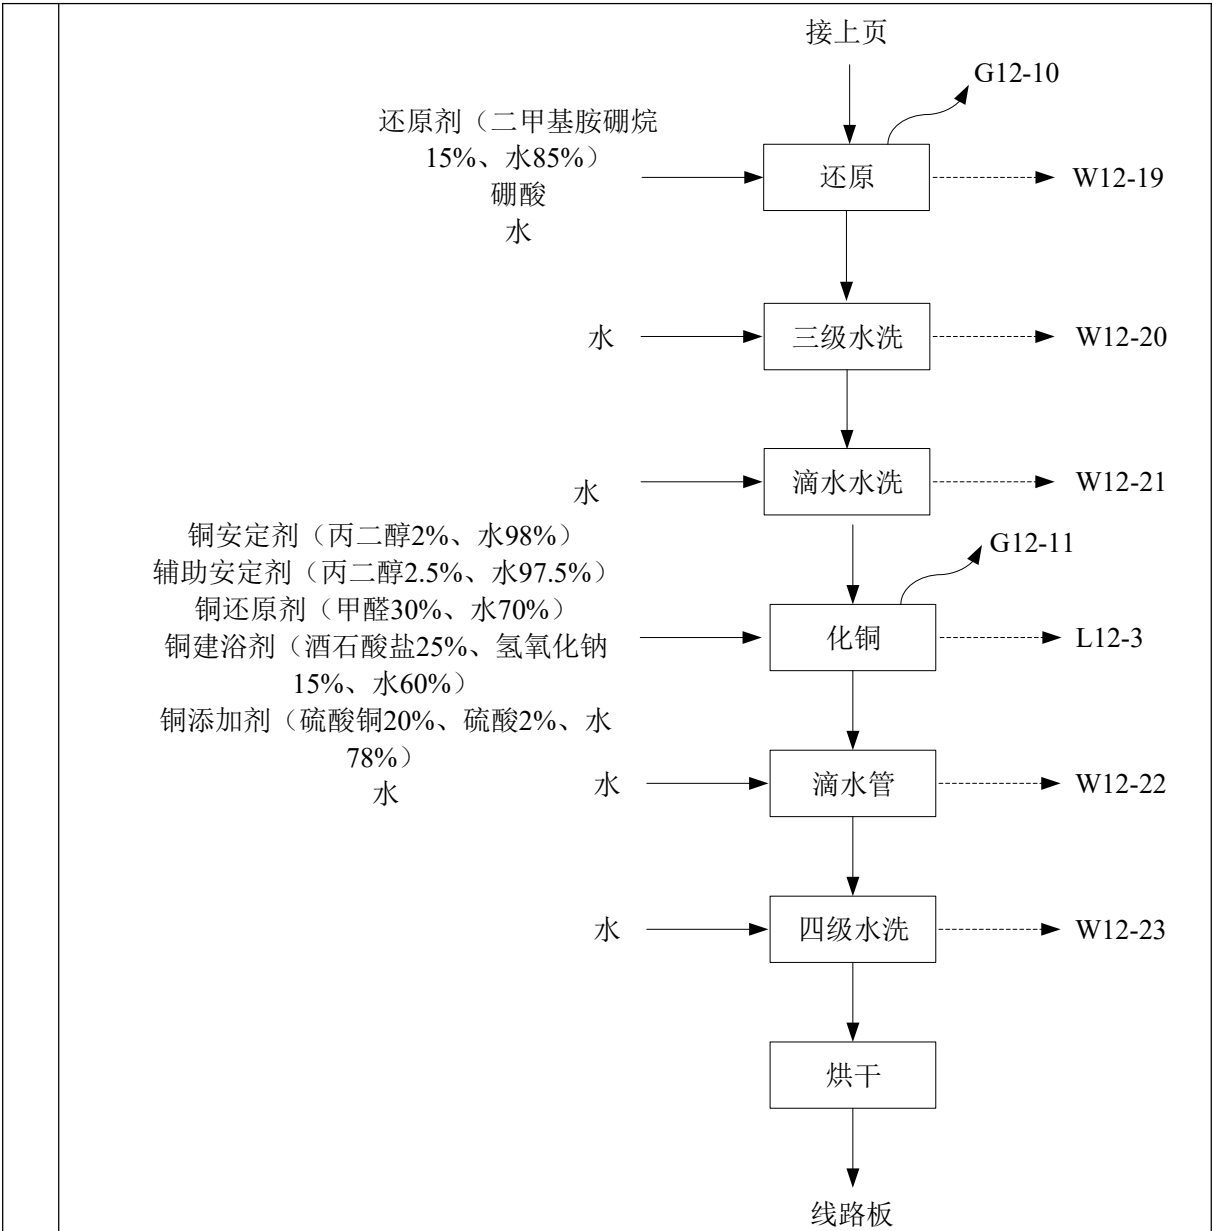 接上页
G12-10
还原剂（二甲基胺硼烷
15%、水85%）
硼酸
水
还原
W12-19
水
三级水洗
W12-20
水
滴水水洗
W12-21
铜安定剂（丙二醇2%、水98%）
辅助安定剂（丙二醇2.5%、水97.5%）
铜还原剂（甲醛30%、水70%）
铜建浴剂（酒石酸盐25%、氢氧化钠
15%、水60%）
铜添加剂（硫酸铜20%、硫酸2%、水
78%）
水
G12-11
化铜
L12-3
水
滴水管
W12-22
水
四级水洗
W12-23
烘干
线路板